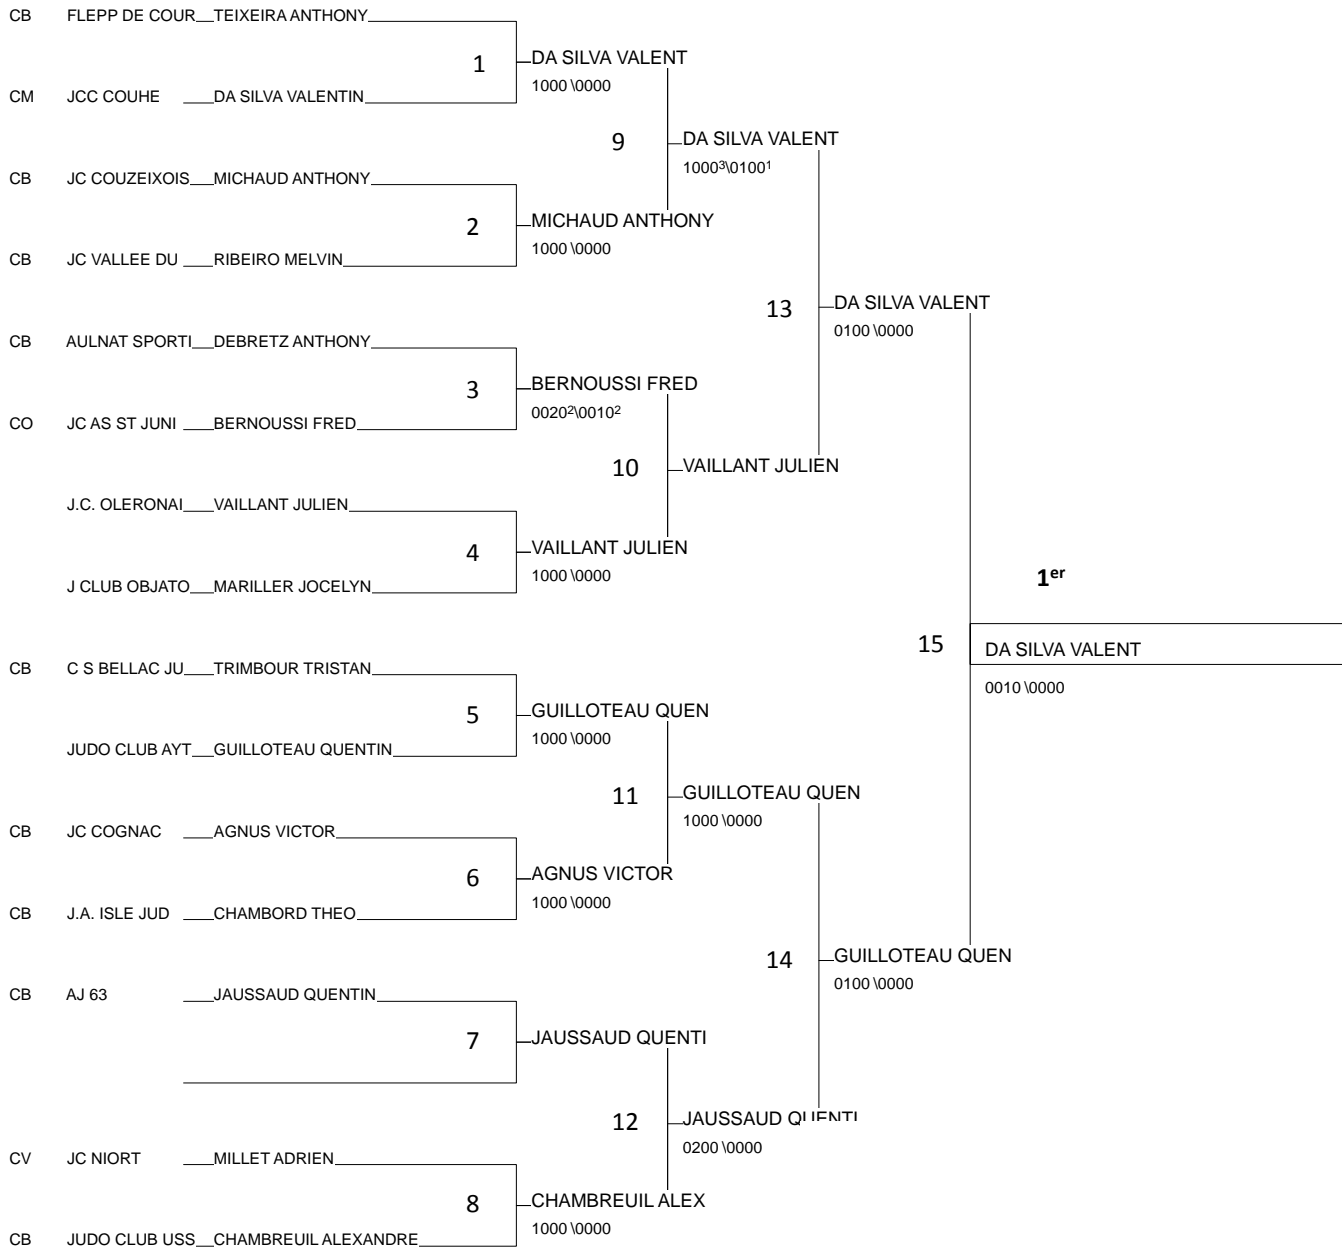 CB FLEPP DE COUR TEIXEIRA ANTHONY
1 DA SILVA VALENT
1000 \0000
CM JCC COUHE DA SILVA VALENTIN
9 DA SILVA VALENT
1000³\0100¹
CB JC COUZEIXOIS MICHAUD ANTHONY
2 MICHAUD ANTHONY
1000 \0000
CB JC VALLEE DU RIBEIRO MELVIN
13 DA SILVA VALENT
0100 \0000
CB AULNAT SPORTI DEBRETZ ANTHONY
3 BERNOUSSI FRED
0020²\0010²
CO JC AS ST JUNI BERNOUSSI FRED
10 VAILLANT JULIEN
J.C. OLERONAI VAILLANT JULIEN
4 VAILLANT JULIEN
1000 \0000
J CLUB OBJATO MARILLER JOCELYN
1er
15 DA SILVA VALENT
0010 \0000
CB C S BELLAC JU TRIMBOUR TRISTAN
5 GUILLOTEAU QUEN
1000 \0000
JUDO CLUB AYT GUILLOTEAU QUENTIN
11 GUILLOTEAU QUEN
1000 \0000
CB JC COGNAC AGNUS VICTOR
6 AGNUS VICTOR
1000 \0000
CB J.A. ISLE JUD CHAMBORD THEO
14 GUILLOTEAU QUEN
0100 \0000
CB AJ 63 JAUSSAUD QUENTIN
7 JAUSSAUD QUENTI
12 JAUSSAUD QUENTI
0200 \0000
CV JC NIORT MILLET ADRIEN
8 CHAMBREUIL ALEX
1000 \0000
CB JUDO CLUB USS CHAMBREUIL ALEXANDRE